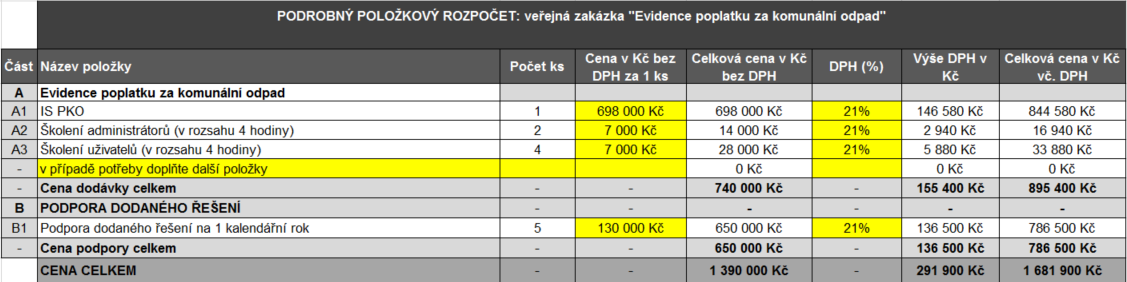 PODROBNÝ POLOŽKOVÝ ROZPOČET: veřejná zakázka "Evidence poplatku za komunální odpad"
Část Název položky Počet ks Cena v Kč bez DPH za 1 ks Celková cena v Kč bez DPH DPH (%) Výše DPH v Kč Celková cena v Kč vč. DPH
A Evidence poplatku za komunální odpad
A1 IS PKO 1 698 000 Kč 698 000 Kč 21% 146 580 Kč 844 580 Kč
A2 Školení administrátorů (v rozsahu 4 hodiny) 2 7 000 Kč 14 000 Kč 21% 2 940 Kč 16 940 Kč
A3 Školení uživatelů (v rozsahu 4 hodiny) 4 7 000 Kč 28 000 Kč 21% 5 880 Kč 33 880 Kč
- v případě potřeby doplňte další položky 0 Kč 0 Kč 0 Kč
- Cena dodávky celkem - - 740 000 Kč - 155 400 Kč 895 400 Kč
B PODPORA DODANÉHO ŘEŠENÍ - - - - - -
B1 Podpora dodaného řešení na 1 kalendářní rok 5 130 000 Kč 650 000 Kč 21% 136 500 Kč 786 500 Kč
- Cena podpory celkem - - 650 000 Kč - 136 500 Kč 786 500 Kč
CENA CELKEM - - 1 390 000 Kč - 291 900 Kč 1 681 900 Kč